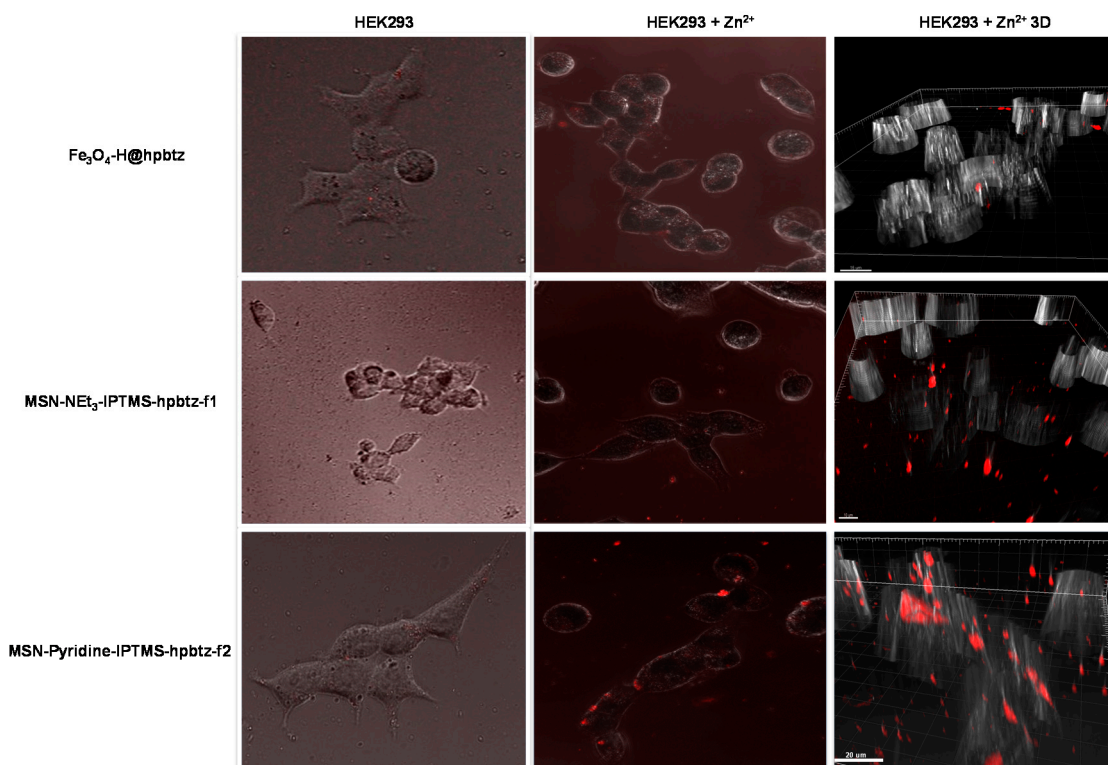 HEK293
HEK293 + Zn²⁺
HEK293 + Zn²⁺ 3D
Fe₃O₄-H@hpbtz
MSN-NEt₃-IPTMS-hpbtz-f1
MSN-Pyridine-IPTMS-hpbtz-f2
20 um